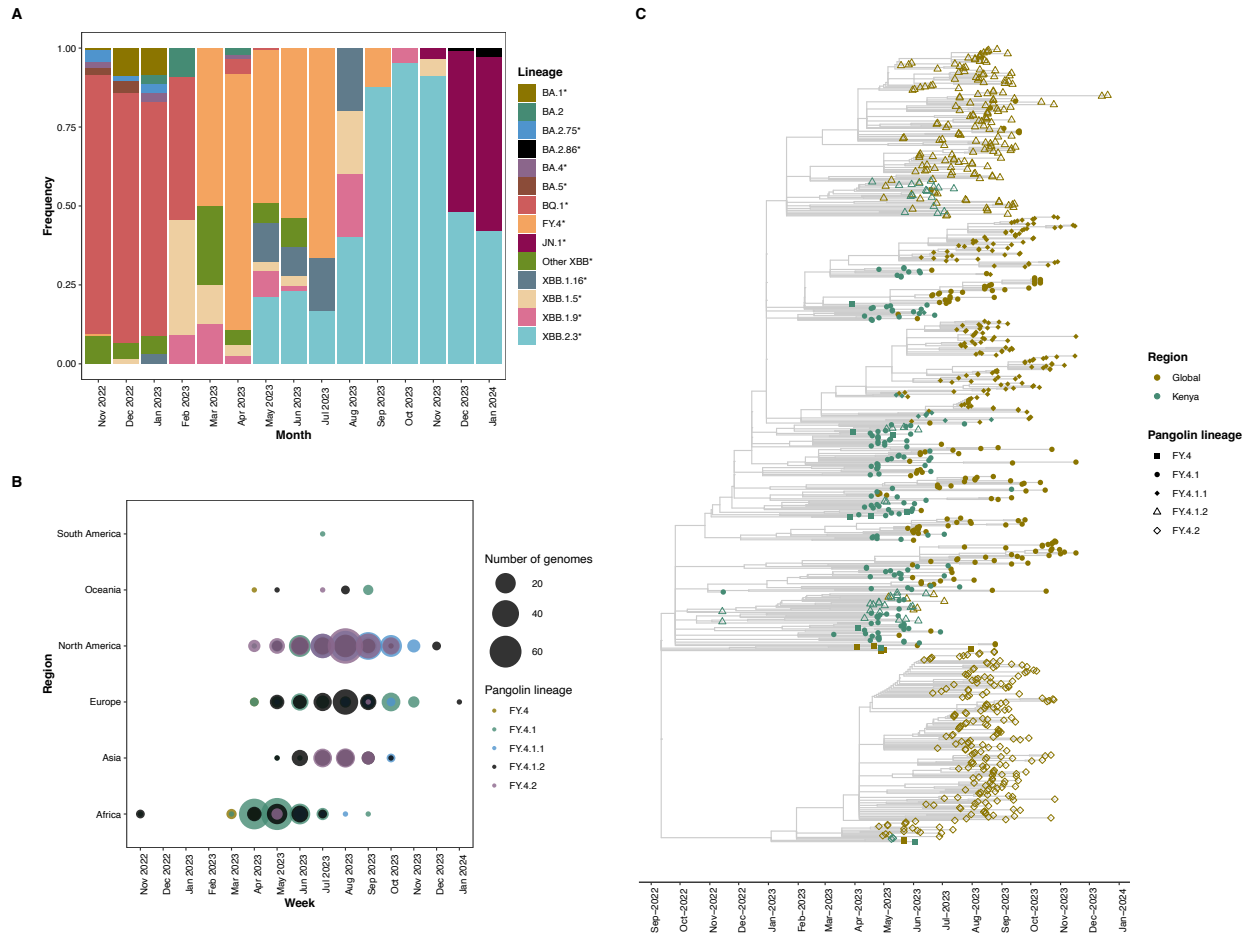 A
1.00
0.75
0.50
0.25
0.00
Frequency
Nov 2022
Dec 2022
Jan 2023
Feb 2023
Mar 2023
Apr 2023
May 2023
Jun 2023
Jul 2023
Aug 2023
Sep 2023
Oct 2023
Nov 2023
Dec 2023
Jan 2024
Month
Lineage
BA.1*
BA.2
BA.2.75*
BA.2.86*
BA.4*
BA.5*
BQ.1*
FY.4*
JN.1*
Other XBB*
XBB.1.16*
XBB.1.5*
XBB.1.9*
XBB.2.3*
B
South America
Oceania
North America
Europe
Asia
Africa
Region
Nov 2022
Dec 2022
Jan 2023
Feb 2023
Mar 2023
Apr 2023
May 2023
Jun 2023
Jul 2023
Aug 2023
Sep 2023
Oct 2023
Nov 2023
Dec 2023
Jan 2024
Week
Number of genomes
20
40
60
Pangolin lineage
FY.4
FY.4.1
FY.4.1.1
FY.4.1.2
FY.4.2
C
Sep−2022
Oct−2022
Nov−2022
Dec−2022
Jan−2023
Feb−2023
Mar−2023
Apr−2023
May−2023
Jun−2023
Jul−2023
Aug−2023
Sep−2023
Oct−2023
Nov−2023
Dec−2023
Jan−2024
Region
Global
Kenya
Pangolin lineage
FY.4
FY.4.1
FY.4.1.1
FY.4.1.2
FY.4.2